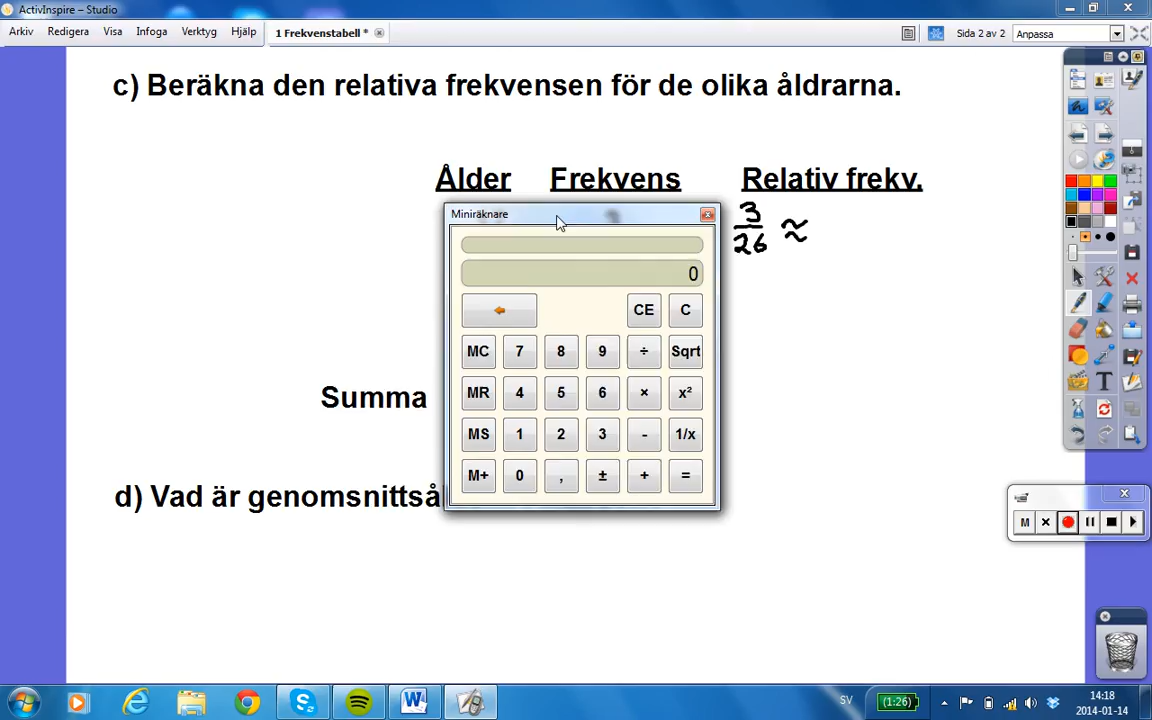 ActivInspire – Studio
Arkiv Redigera Visa Infoga Verktyg Hjälp 1 Frekvenstabell * Sida 2 av 2 Anpassa
c) Beräkna den relativa frekvensen för de olika åldrarna.
Ålder Frekvens Relativ frekv.
Miniräknare
3
26 ≈
0
CE C
MC 7 8 9 ÷ Sqrt
MR 4 5 6 × x²
Summa
MS 1 2 3 - 1/x
M+ 0 , ± + =
d) Vad är genomsnittså
M
SV (1:26) 14:18
2014-01-14